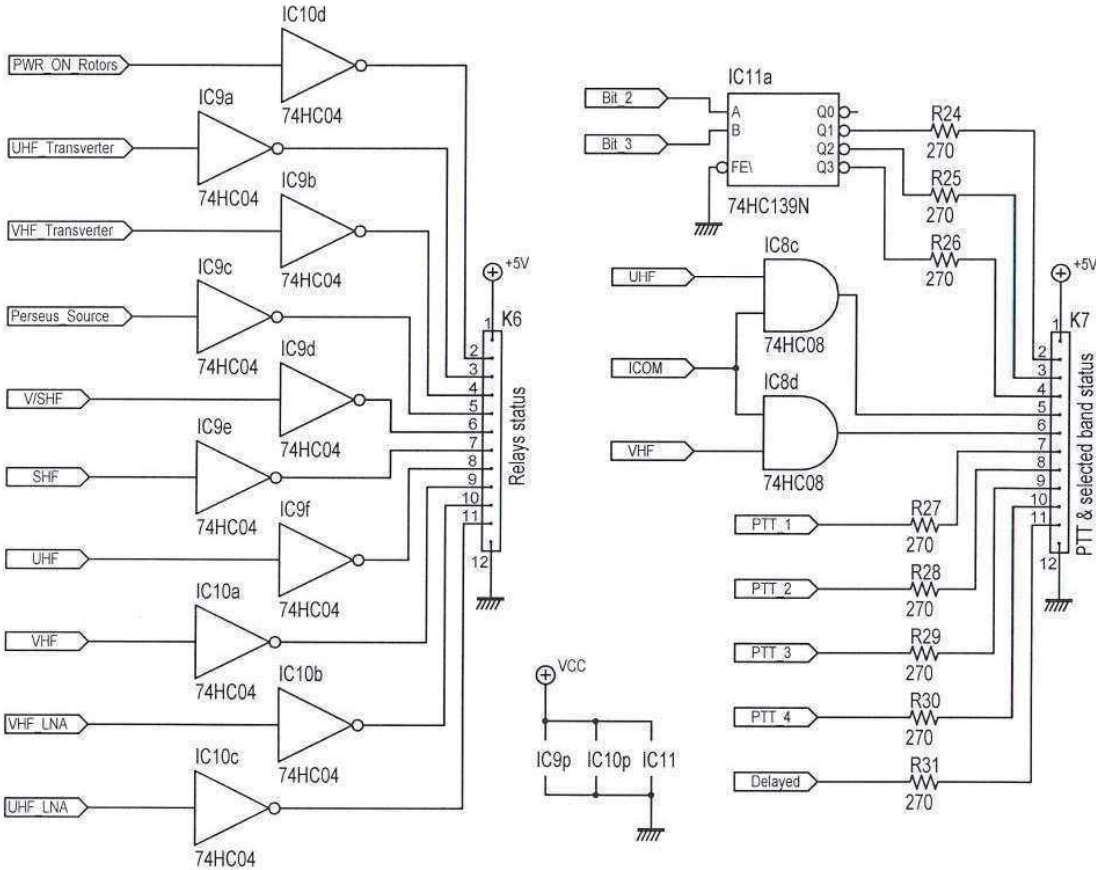 IC10d
PWR_ON_Rotors
74HC04
IC9a
UHF_Transverter
74HC04
IC9b
VHF_Transverter
74HC04
IC9c
Perseus_Source
74HC04
IC9d
V/SHF
74HC04
IC9e
SHF
74HC04
IC9f
UHF
74HC04
IC10a
VHF
74HC04
IC10b
VHF_LNA
74HC04
IC10c
UHF_LNA
74HC04
+5V
K6
1
2
3
4
5
6
7
8
9
10
11
12
Relays status
IC11a
Bit_2
Bit_3
A
B
FE\
Q0
Q1
Q2
Q3
74HC139N
R24
270
R25
270
R26
270
IC8c
UHF
74HC08
ICOM
IC8d
VHF
74HC08
+5V
K7
1
2
3
4
5
6
7
8
9
10
11
12
PTT & selected band status
PTT_1
R27
270
PTT_2
R28
270
PTT_3
R29
270
PTT_4
R30
270
Delayed
R31
270
VCC
IC9p IC10p IC11